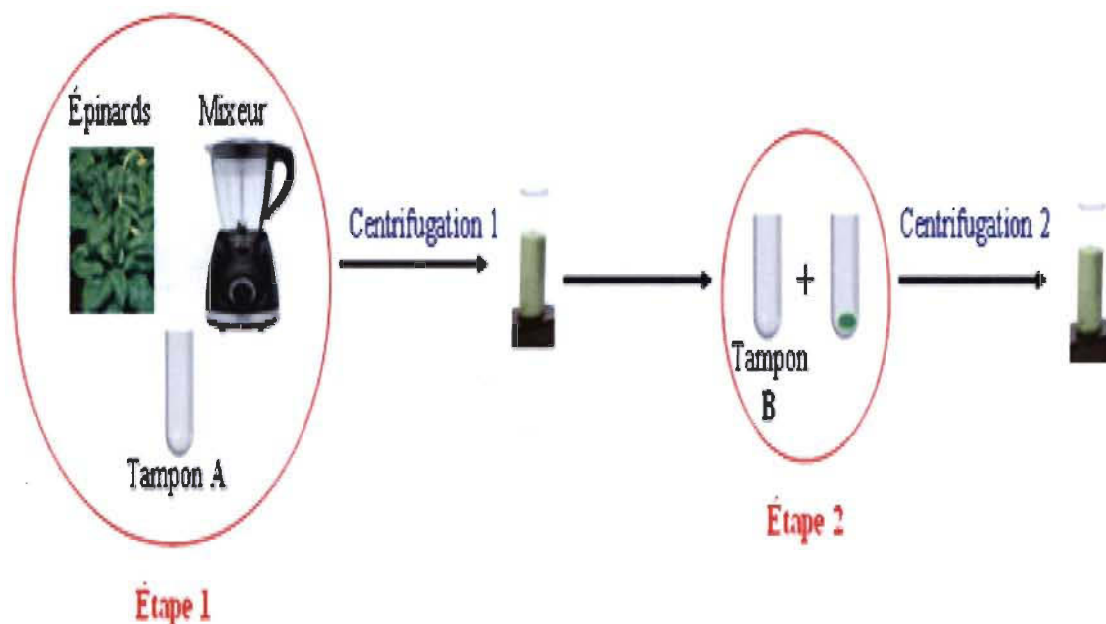 Épinards
Mixeur
Centrifugation 1
Centrifugation 2
+
Tampon
B
Tampon A
Étape 2
Étape 1